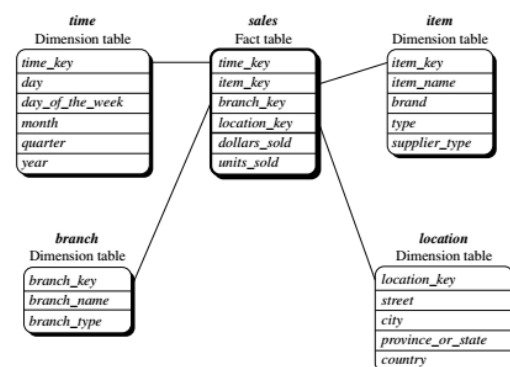 time
Dimension table
time_key
day
day_of_the_week
month
quarter
year
sales
Fact table
time_key
item_key
branch_key
location_key
dollars_sold
units_sold
item
Dimension table
item_key
item_name
brand
type
supplier_type
branch
Dimension table
branch_key
branch_name
branch_type
location
Dimension table
location_key
street
city
province_or_state
country